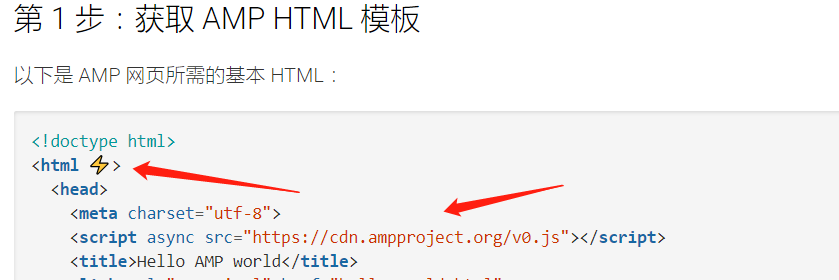 第 1 步：获取 AMP HTML 模板
以下是 AMP 网页所需的基本 HTML：
<!doctype html>
<html ⚡>
<head>
<meta charset="utf-8">
<script async src="https://cdn.ampproject.org/v0.js"></script>
<title>Hello AMP world</title>